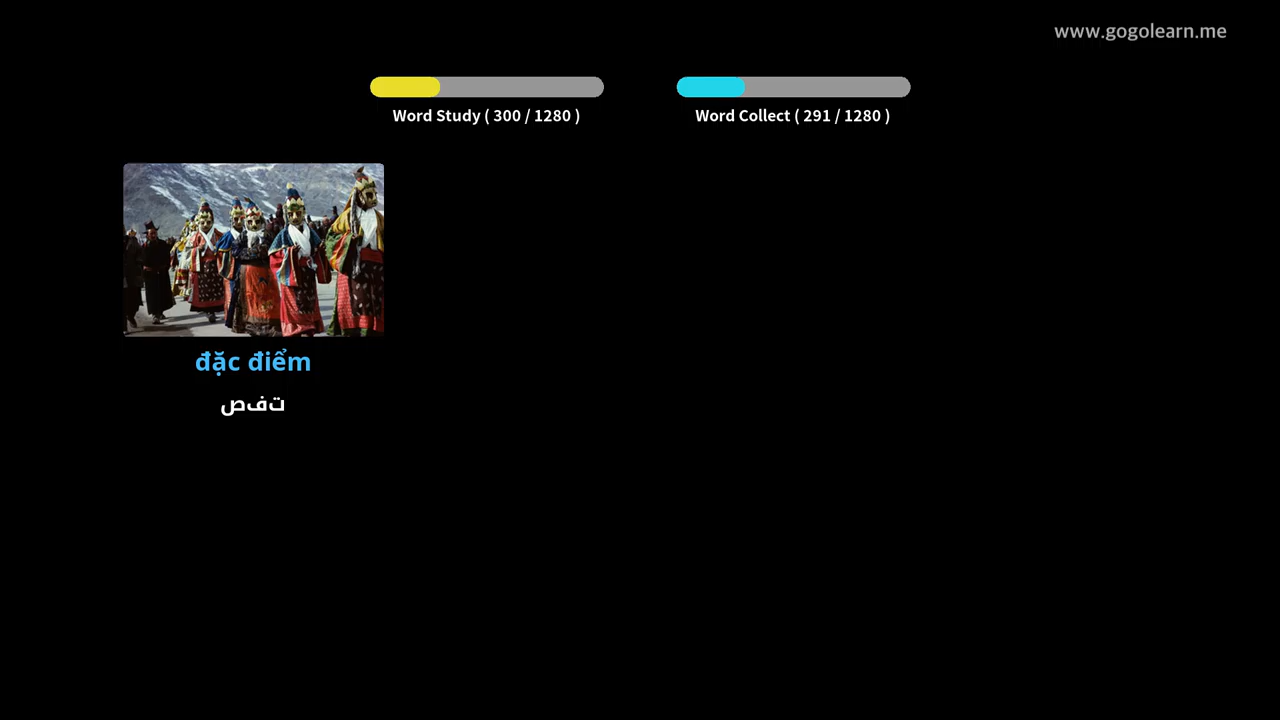 www.gogolearn.me
Word Study ( 300 / 1280 )
Word Collect ( 291 / 1280 )
đặc điểm
تفص